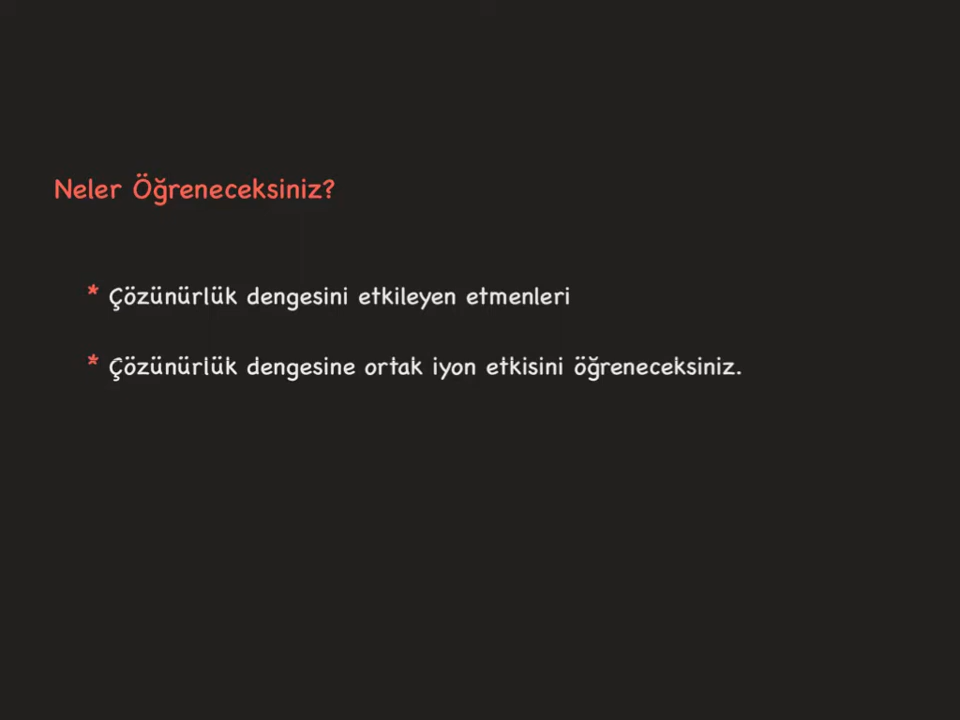 Neler Öğreneceksiniz?
* Çözünürlük dengesini etkileyen etmenleri
* Çözünürlük dengesine ortak iyon etkisini öğreneceksiniz.